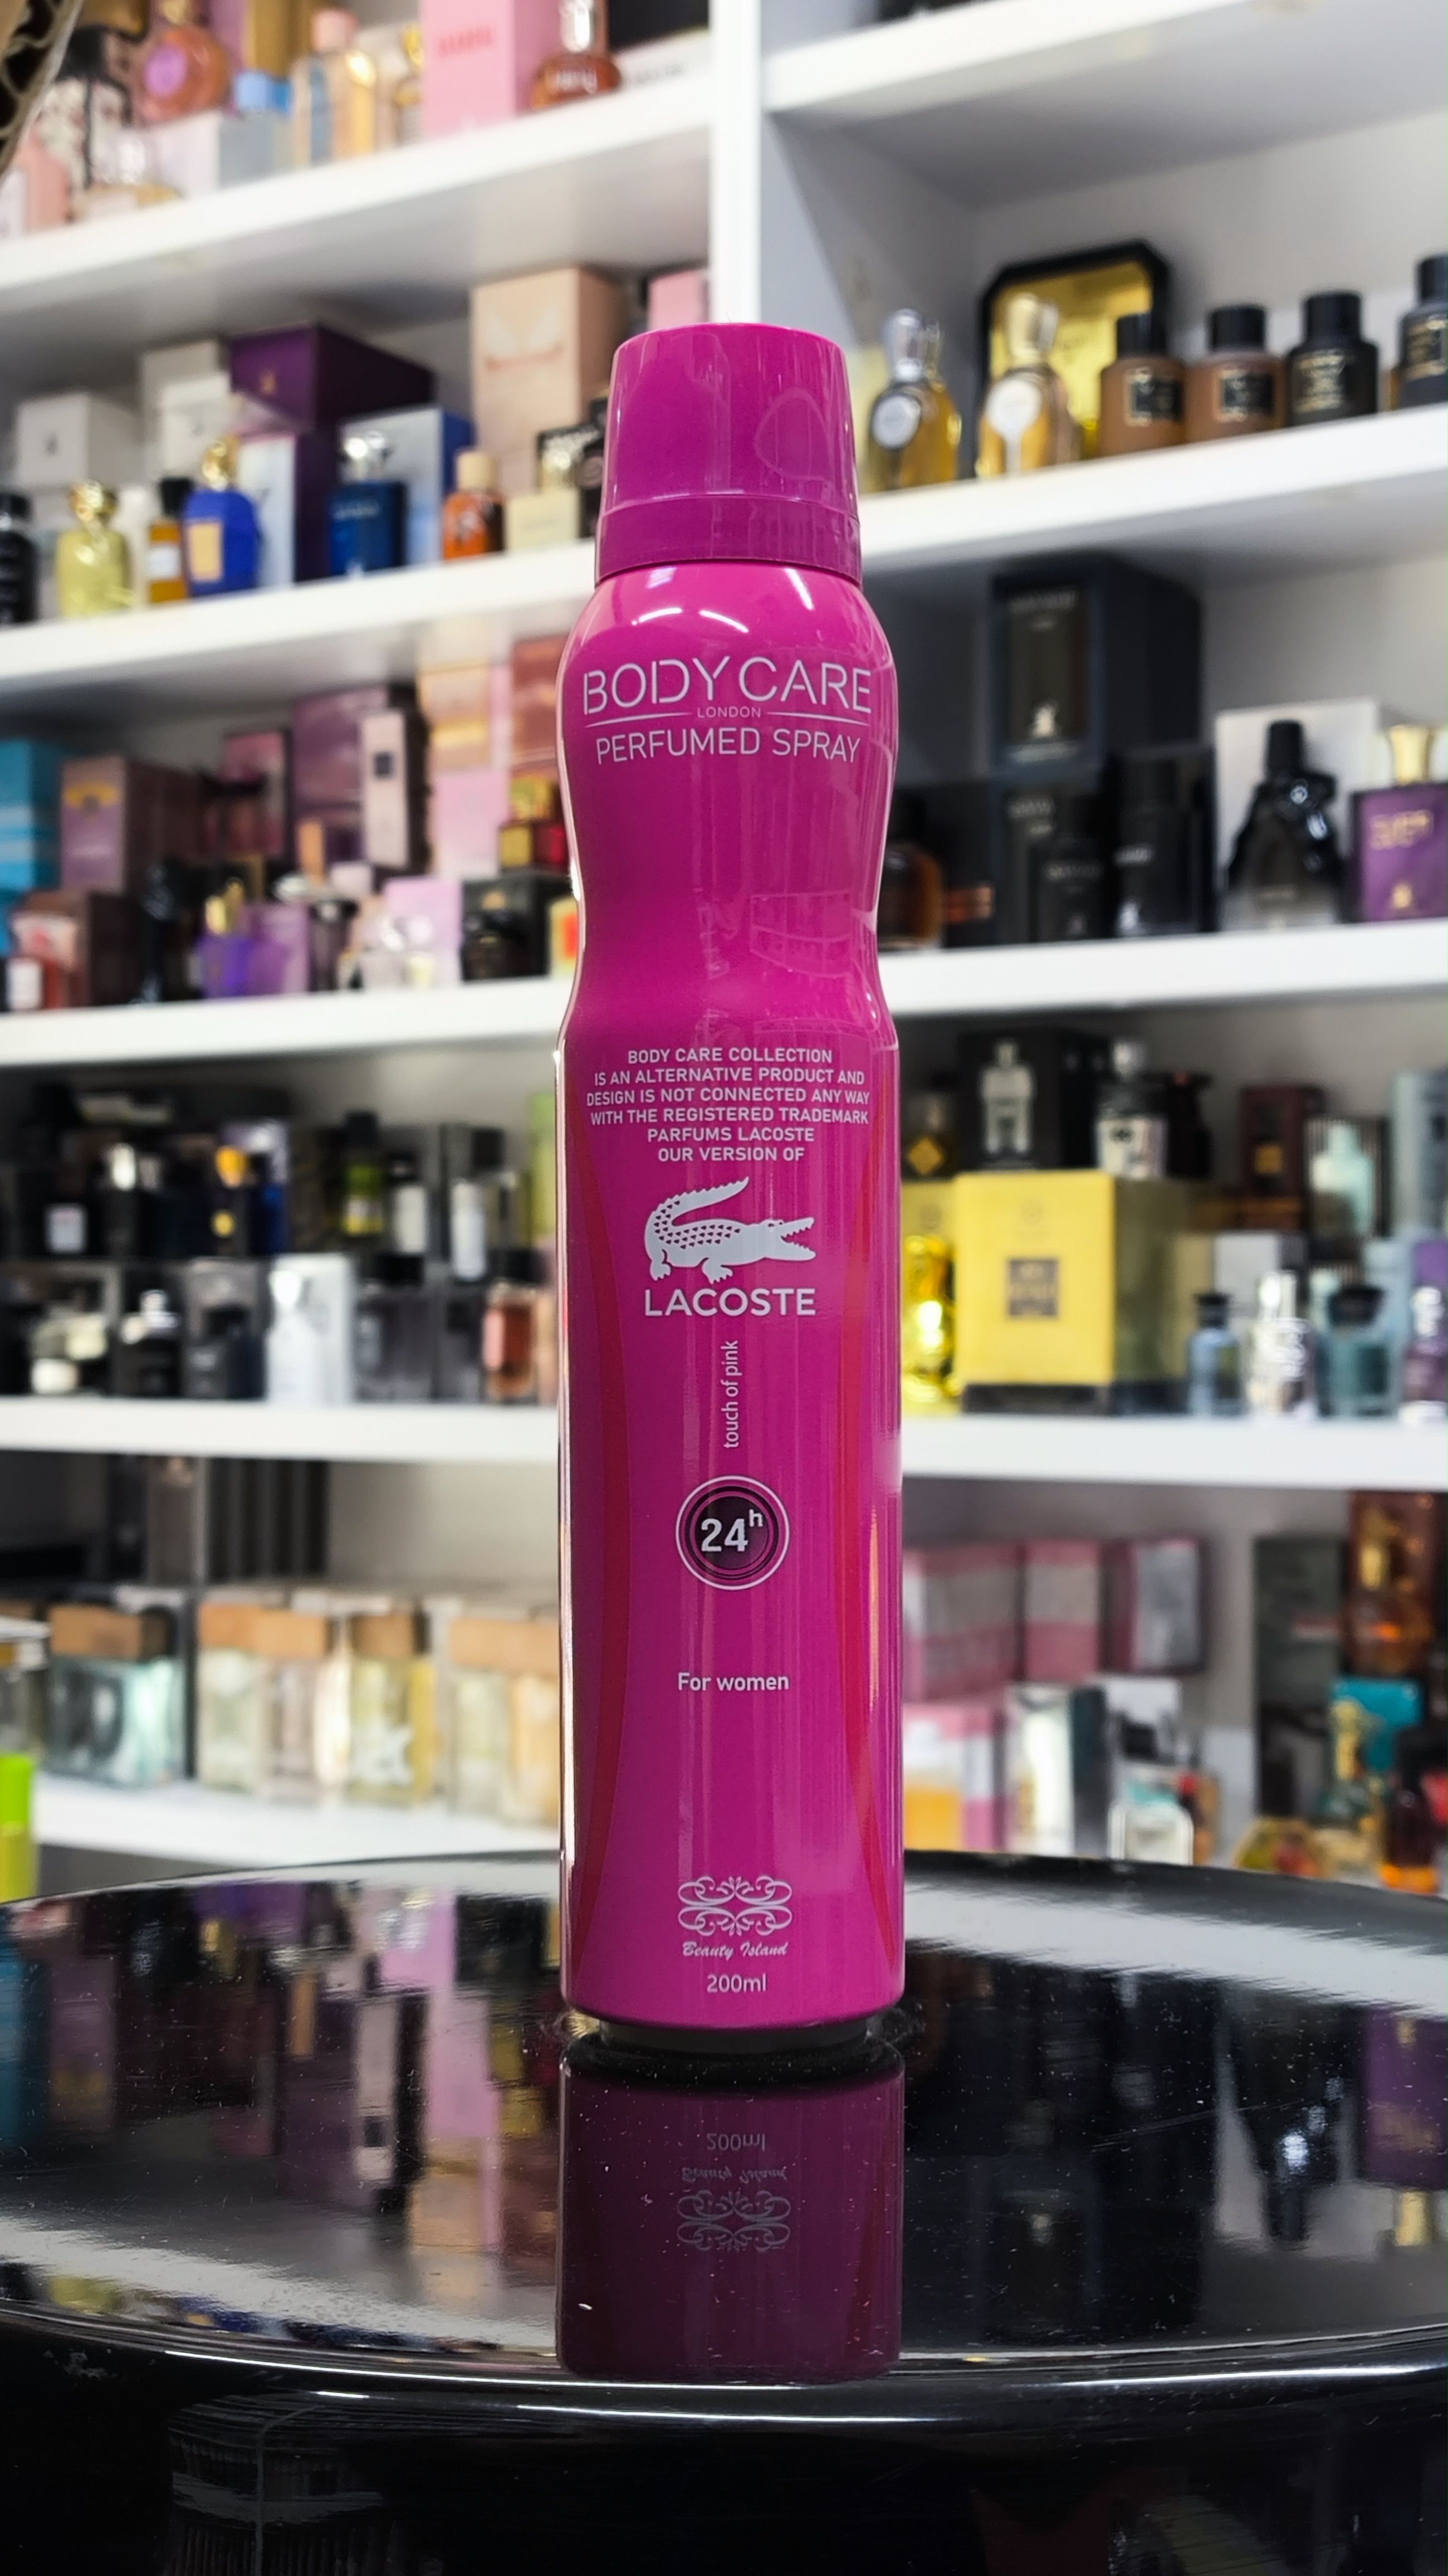 BODY CARE
LONDON
PERFUMED SPRAY
BODY CARE COLLECTION
IS AN ALTERNATIVE PRODUCT AND
DESIGN IS NOT CONNECTED ANY WAY
WITH THE REGISTERED TRADEMARK
PARFUMS LACOSTE
OUR VERSION OF
LACOSTE
touch of pink
24h
For women
Beauty Island
200ml